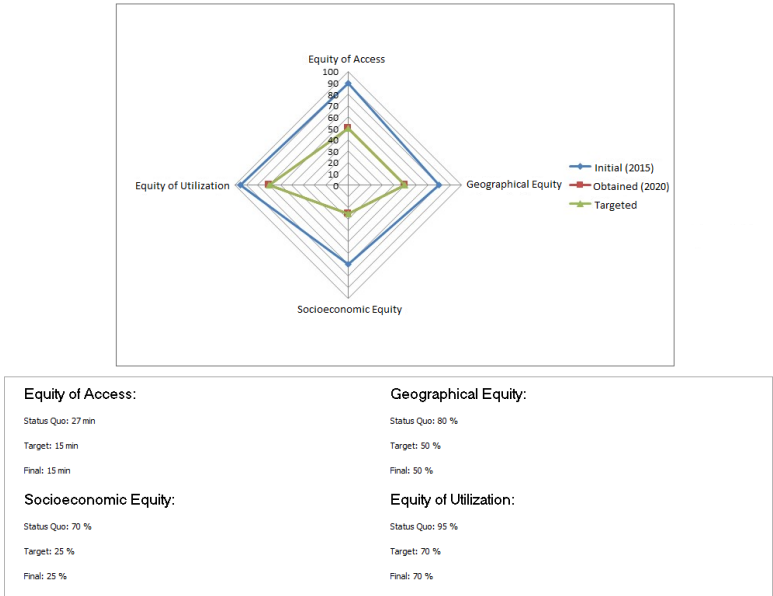 Equity of Access
100
90
80
70
60
50
40
30
20
10
0
Equity of Utilization
Geographical Equity
Socioeconomic Equity
Initial (2015)
Obtained (2020)
Targeted
Equity of Access:
Status Quo: 27 min
Target: 15 min
Final: 15 min
Geographical Equity:
Status Quo: 80 %
Target: 50 %
Final: 50 %
Socioeconomic Equity:
Status Quo: 70 %
Target: 25 %
Final: 25 %
Equity of Utilization:
Status Quo: 95 %
Target: 70 %
Final: 70 %